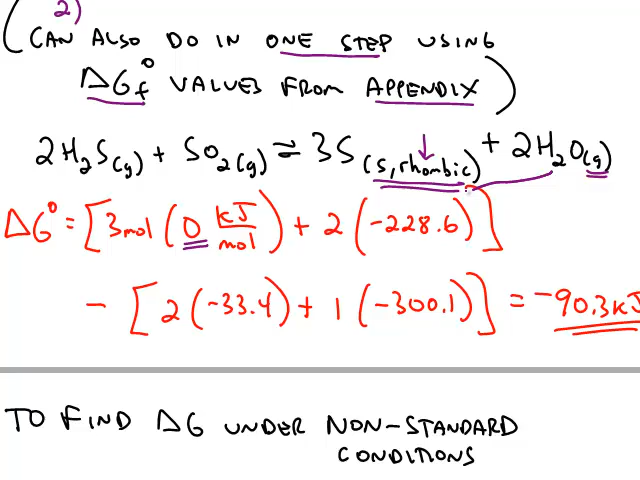 2)
(CAN ALSO DO IN ONE STEP USING
ΔGf° VALUES FROM APPENDIX)
2H₂S(g) + SO₂(g) ⇌ 3S(s, rhombic) + 2H₂O(g)
ΔG° = [3mol (0 kJ/mol) + 2(-228.6)]
- [2(-33.4) + 1(-300.1)] = -90.3kJ
TO FIND ΔG UNDER NON-STANDARD
CONDITIONS